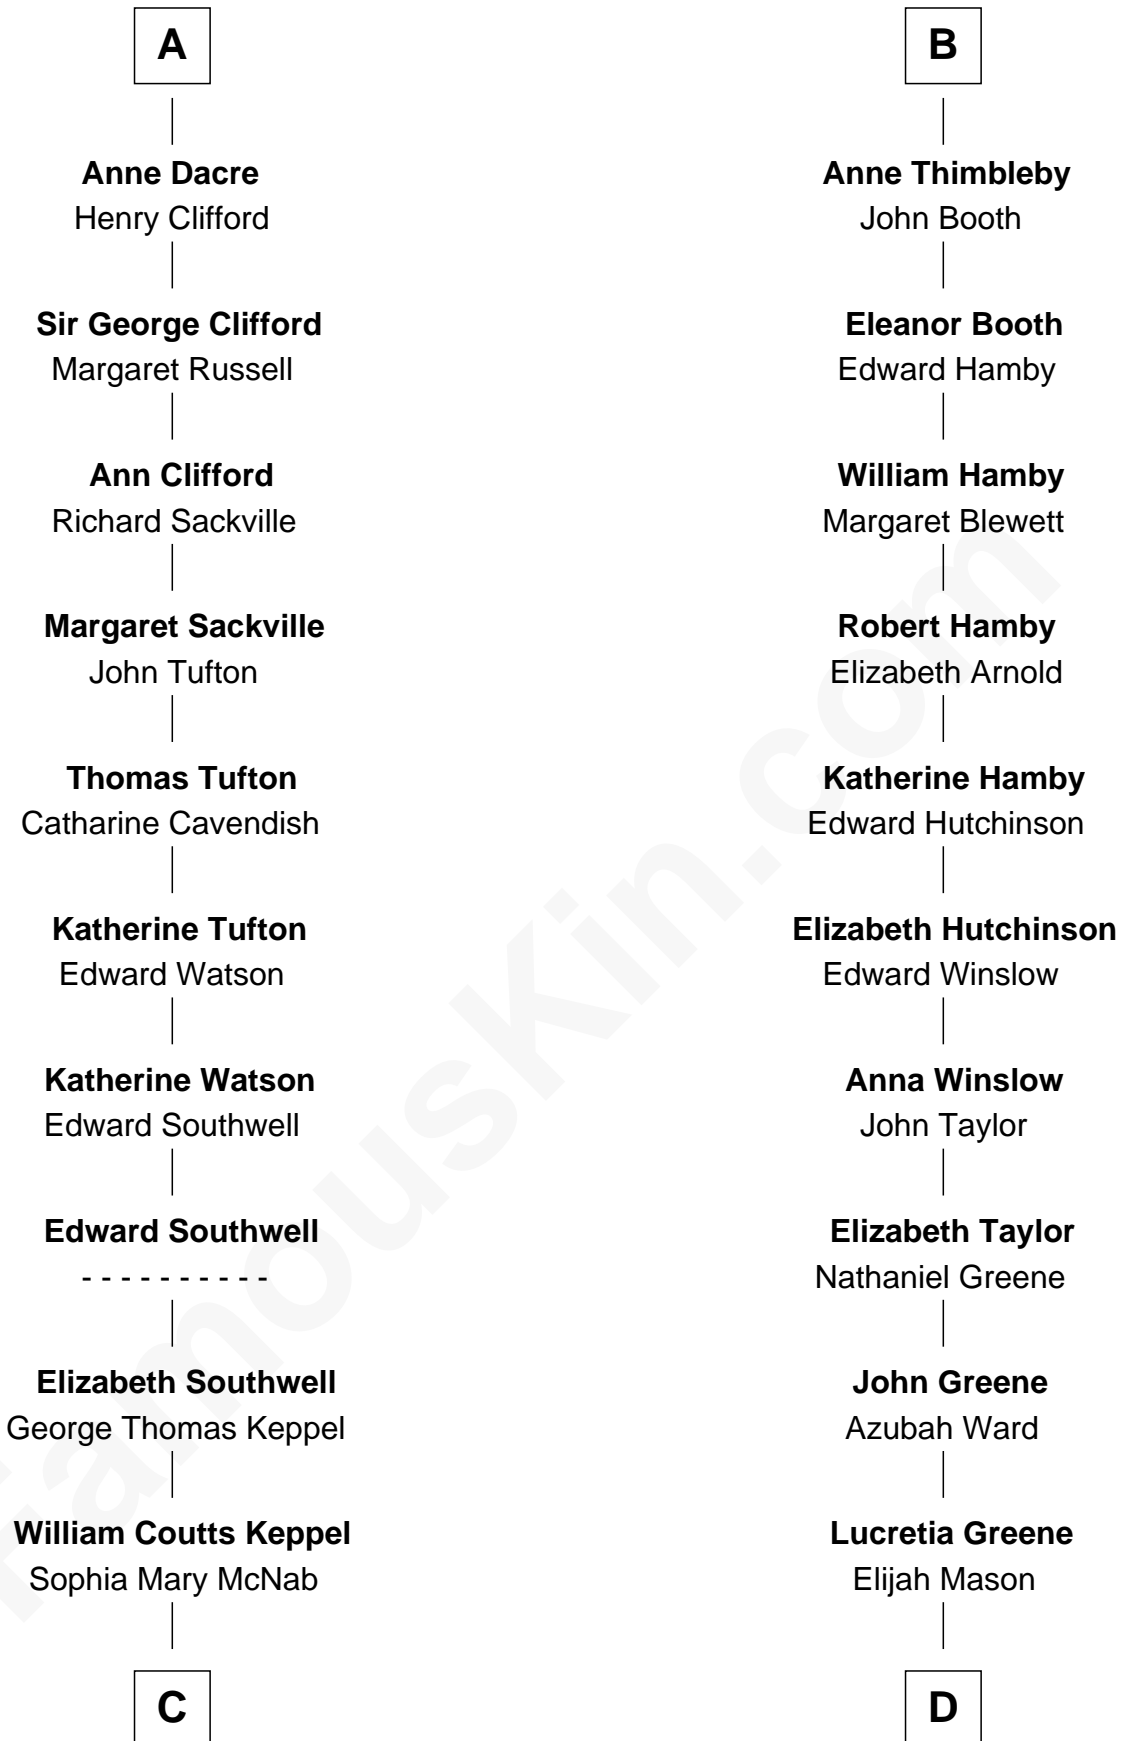 A
Anne Dacre
Henry Clifford
Sir George Clifford
Margaret Russell
Ann Clifford
Richard Sackville
Margaret Sackville
John Tufton
Thomas Tufton
Catharine Cavendish
Katherine Tufton
Edward Watson
Katherine Watson
Edward Southwell
Edward Southwell
- - - - - - - - - -
Elizabeth Southwell
George Thomas Keppel
William Coutts Keppel
Sophia Mary McNab
C
B
Anne Thimbleby
John Booth
Eleanor Booth
Edward Hamby
William Hamby
Margaret Blewett
Robert Hamby
Elizabeth Arnold
Katherine Hamby
Edward Hutchinson
Elizabeth Hutchinson
Edward Winslow
Anna Winslow
John Taylor
Elizabeth Taylor
Nathaniel Greene
John Greene
Azubah Ward
Lucretia Greene
Elijah Mason
D
FamousKin.com